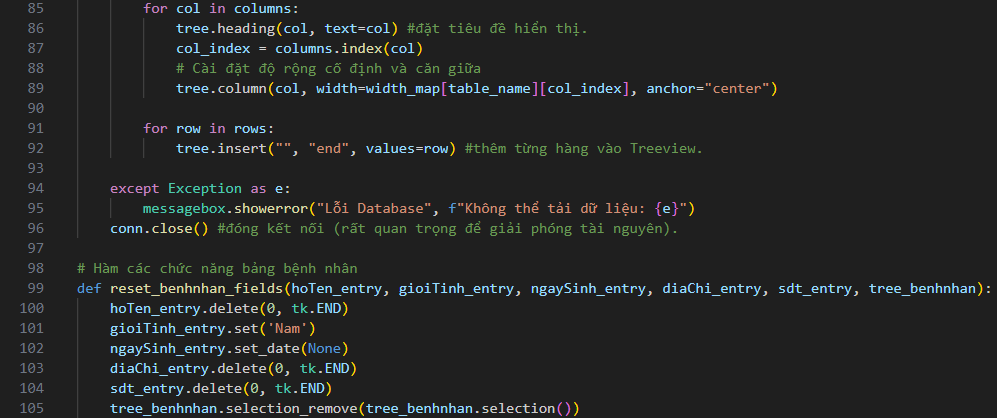 85 for col in columns:
86 tree.heading(col, text=col) #đặt tiêu đề hiển thị.
87 col_index = columns.index(col)
88 # Cài đặt độ rộng cố định và căn giữa
89 tree.column(col, width=width_map[table_name][col_index], anchor="center")
90
91 for row in rows:
92 tree.insert("", "end", values=row) #thêm từng hàng vào Treeview.
93
94 except Exception as e:
95 messagebox.showerror("Lỗi Database", f"Không thể tải dữ liệu: {e}")
96 conn.close() #đóng kết nối (rất quan trọng để giải phóng tài nguyên).
97
98 # Hàm các chức năng bảng bệnh nhân
99 def reset_benhnhan_fields(hoTen_entry, gioiTinh_entry, ngaySinh_entry, diaChi_entry, sdt_entry, tree_benhnhan):
100 hoTen_entry.delete(0, tk.END)
101 gioiTinh_entry.set('Nam')
102 ngaySinh_entry.set_date(None)
103 diaChi_entry.delete(0, tk.END)
104 sdt_entry.delete(0, tk.END)
105 tree_benhnhan.selection_remove(tree_benhnhan.selection())